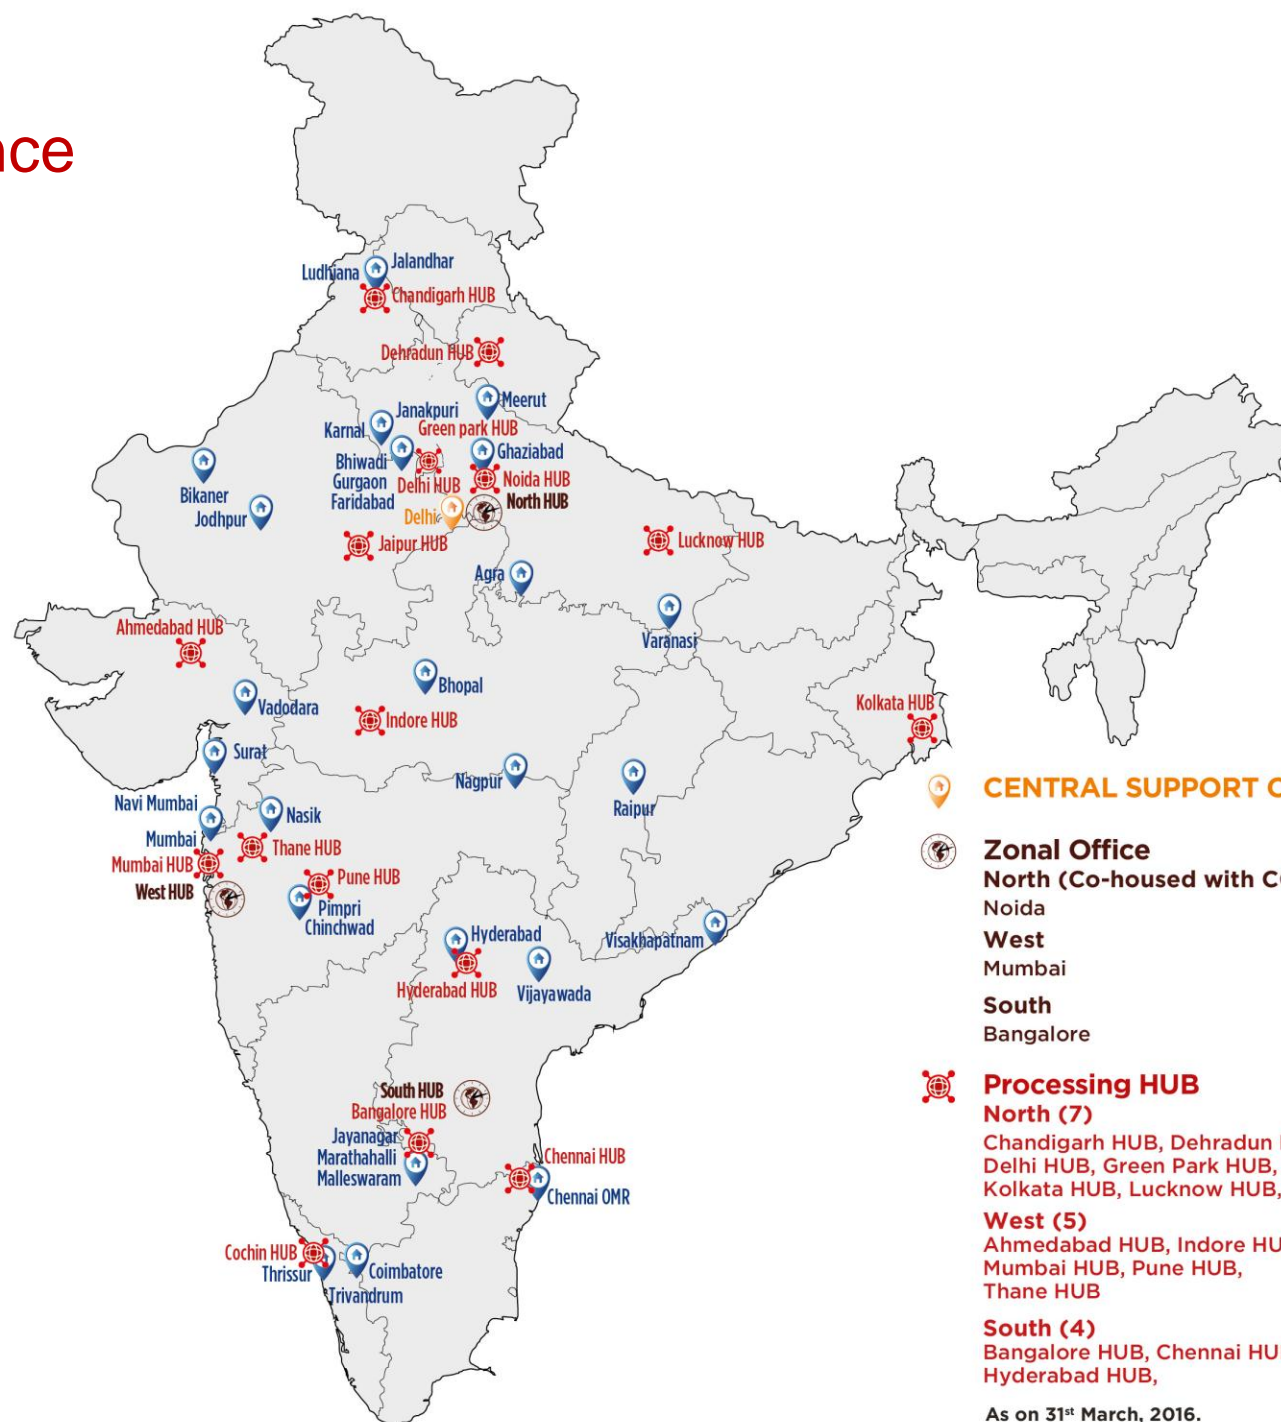 nce
Jalandhar
Ludhiana
Chandigarh HUB
Dehradun HUB
Meerut
Janakpuri
Karnal
Green park HUB
Ghaziabad
Bhiwadi
Gurgaon
Faridabad
Delhi HUB
Noida HUB
North HUB
Bikaner
Jodhpur
Delhi
Jaipur HUB
Lucknow HUB
Agra
Varanasi
Ahmedabad HUB
Bhopal
Vadodara
Indore HUB
Kolkata HUB
Surat
Nagpur
Raipur
Navi Mumbai
Nasik
Mumbai
Thane HUB
Mumbai HUB
Pune HUB
West HUB
Pimpri
Chinchwad
Hyderabad
Visakhapatnam
Hyderabad HUB
Vijayawada
South HUB
Bangalore HUB
Jayanagar
Marathahalli
Malleswaram
Chennai HUB
Chennai OMR
Cochin HUB
Thrissur
Coimbatore
Trivandrum
CENTRAL SUPPORT
Zonal Office
North (Co-housed with
Noida
West
Mumbai
South
Bangalore
Processing HUB
North (7)
Chandigarh HUB, Dehradun
Delhi HUB, Green Park HUB,
Kolkata HUB, Lucknow HUB,
West (5)
Ahmedabad HUB, Indore HU
Mumbai HUB, Pune HUB,
Thane HUB
South (4)
Bangalore HUB, Chennai HU
Hyderabad HUB,
As on 31st March, 2016.